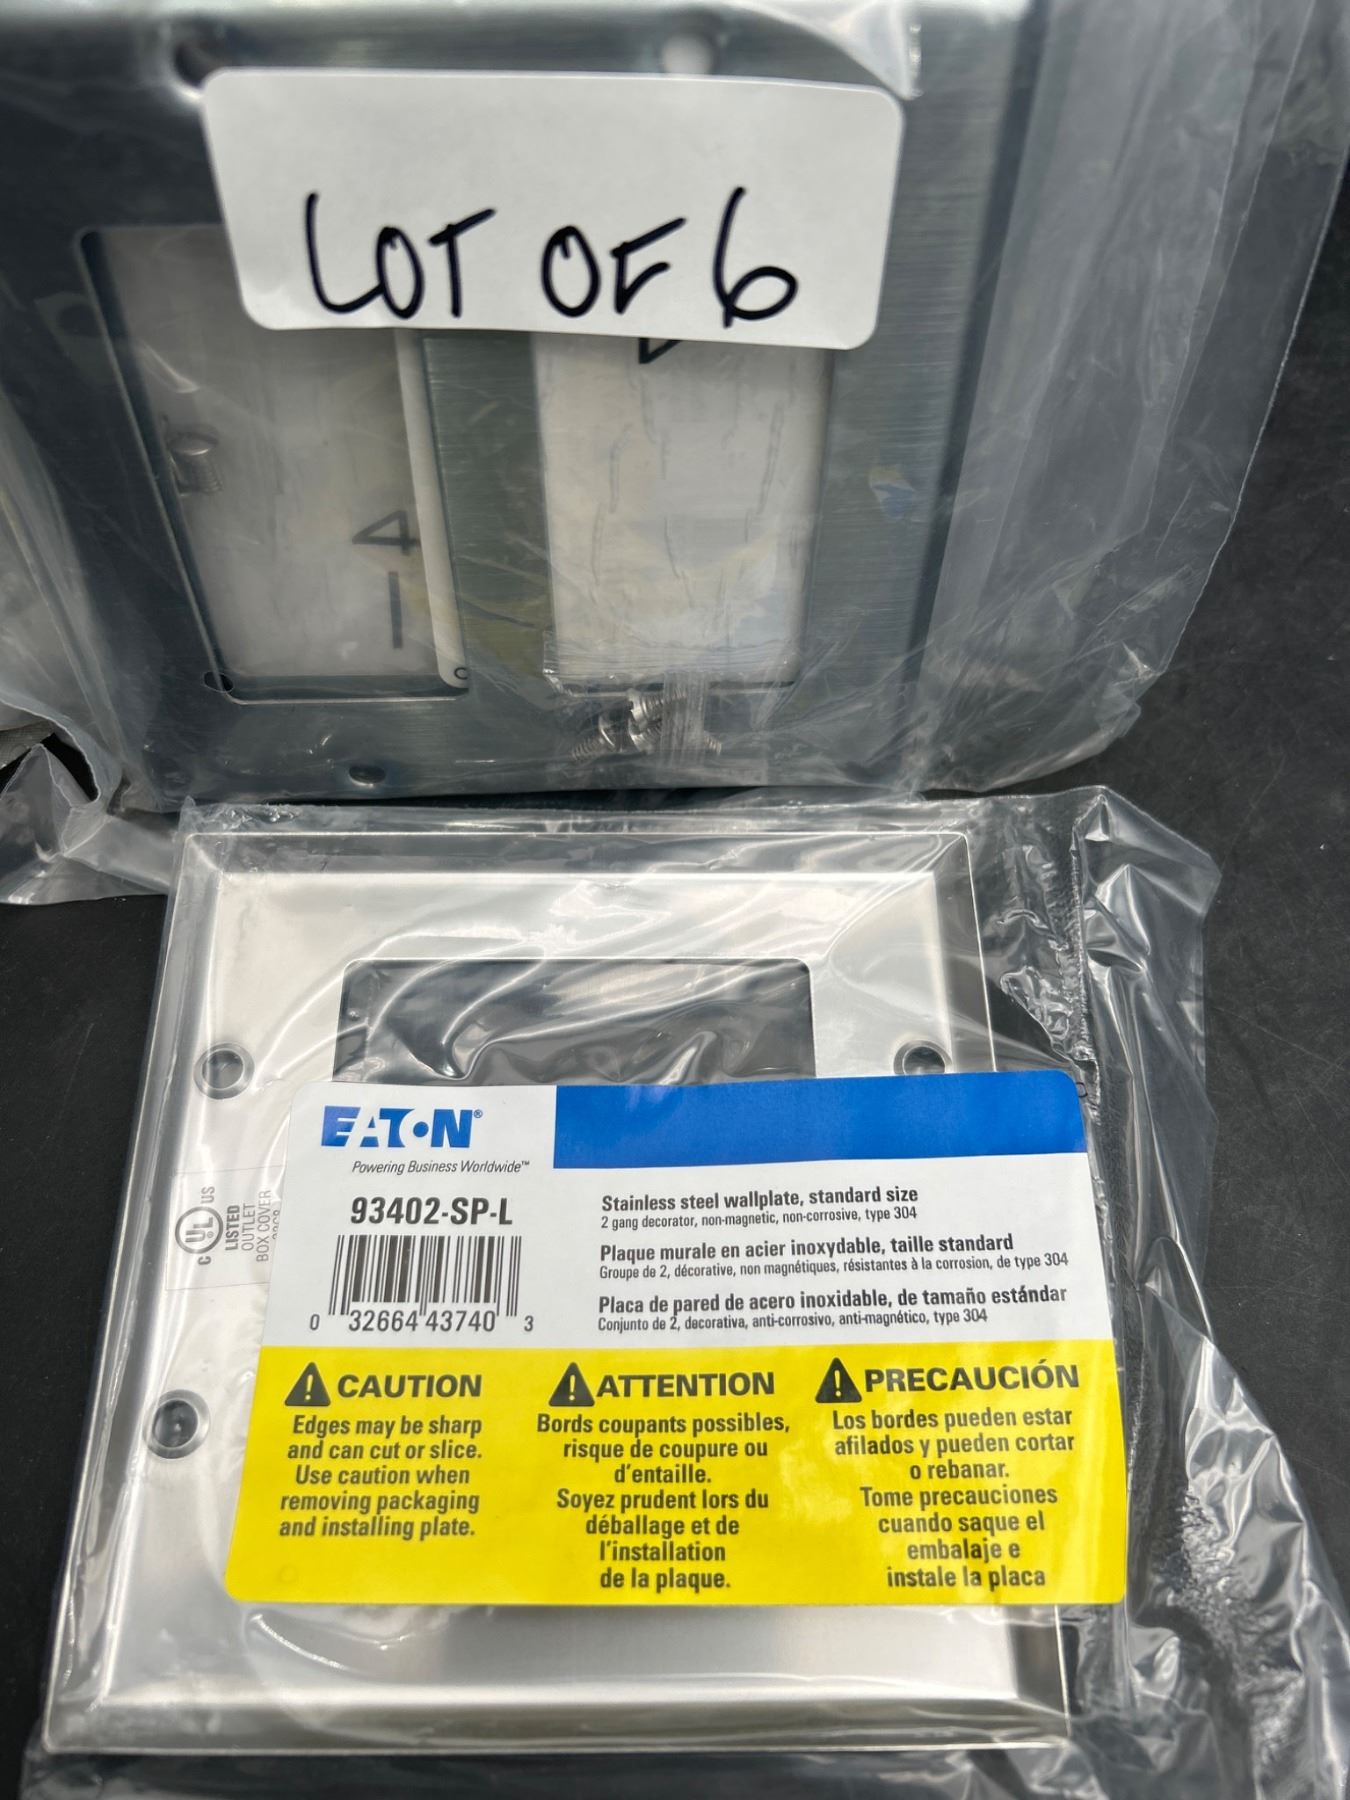 LOT OF 6
4
EATON®
Powering Business Worldwide™
93402-SP-L
0 32664 43740 3
Stainless steel wallplate, standard size
2 gang decorator, non-magnetic, non-corrosive, type 304
Plaque murale en acier inoxydable, taille standard
Groupe de 2, décorative, non magnétiques, résistantes à la corrosion, de type 304
Placa de pared de acero inoxidable, de tamaño estándar
Conjunto de 2, decorativa, anti-corrosivo, anti-magnético, type 304
C UL US
LISTED
OUTLET
BOX COVER
CAUTION
Edges may be sharp
and can cut or slice.
Use caution when
removing packaging
and installing plate.
ATTENTION
Bords coupants possibles,
risque de coupure ou
d'entaille.
Soyez prudent lors du
déballage et de
l'installation
de la plaque.
PRECAUCIÓN
Los bordes pueden estar
afilados y pueden cortar
o rebanar.
Tome precauciones
cuando saque el
embalaje e
instale la placa